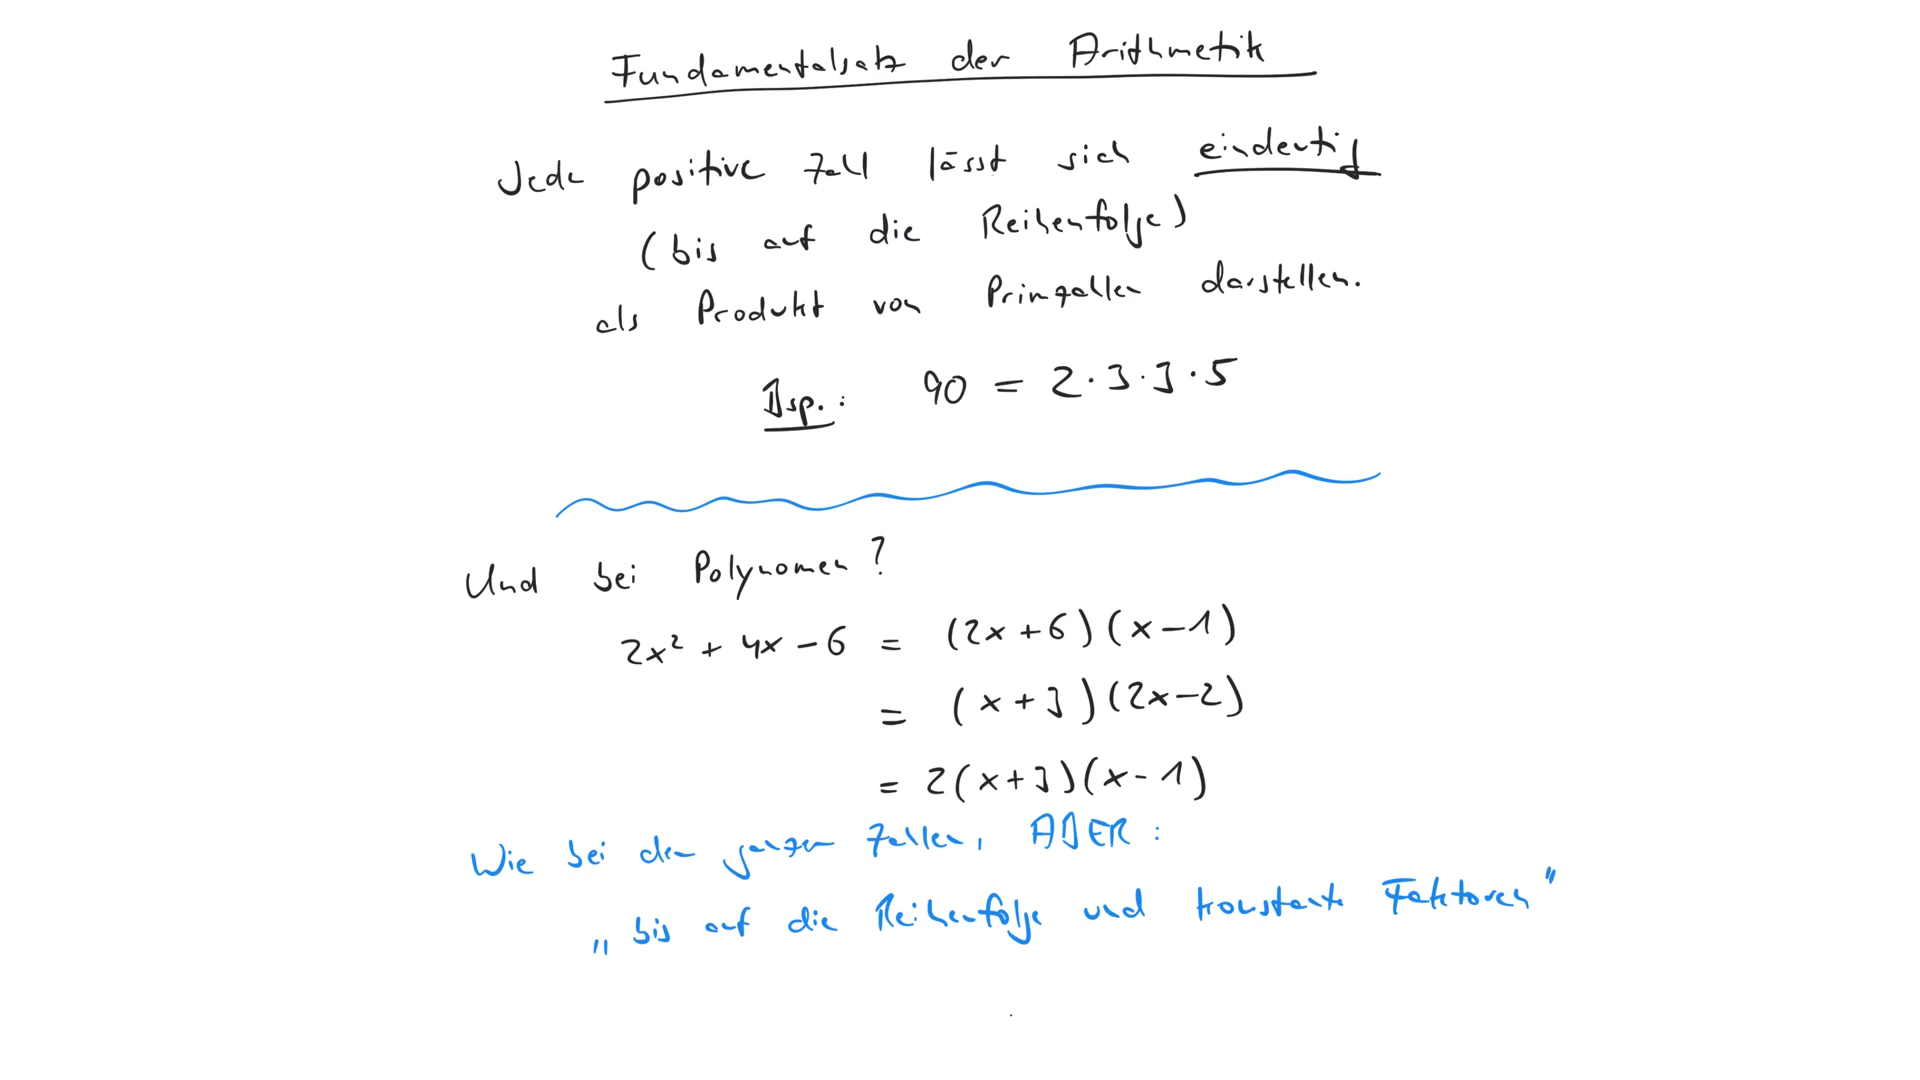 Fundamentalsatz der Arithmetik
Jede positive Zahl lässt sich eindeutig
(bis auf die Reihenfolge)
als Produkt von Primzahlen darstellen.
Bsp.: 90 = 2·3·3·5
Und bei Polynomen?
2x² + 4x − 6 = (2x+6)(x−1)
= (x+3)(2x−2)
= 2(x+3)(x-1)
Wie bei den ganzen Zahlen, ABER:
„bis auf die Reihenfolge und konstante Faktoren"